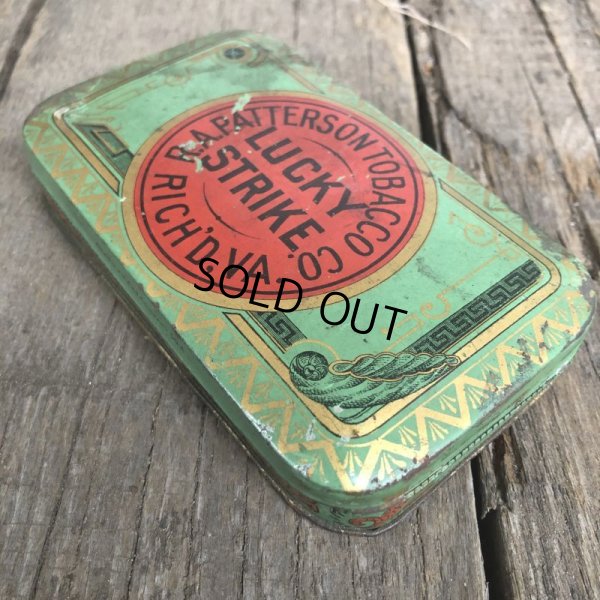 R.A. PATTERSON TOBACCO CO.
LUCKY
STRIKE
RICH'D, VA.
SOLD OUT